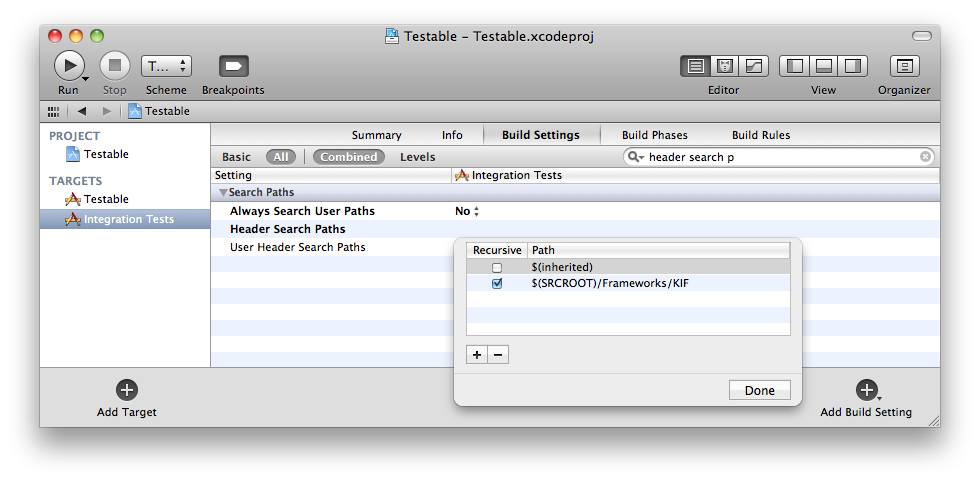 Testable – Testable.xcodeproj
T...
Run Stop Scheme Breakpoints Editor View Organizer
Testable
PROJECT
Testable
TARGETS
Testable
Integration Tests
Summary Info Build Settings Build Phases Build Rules
Basic All Combined Levels header search p
Setting Integration Tests
Search Paths
Always Search User Paths No
Header Search Paths
User Header Search Paths
Recursive Path
$(inherited)
$(SRCROOT)/Frameworks/KIF
+ −
Done
Add Target Add Build Setting